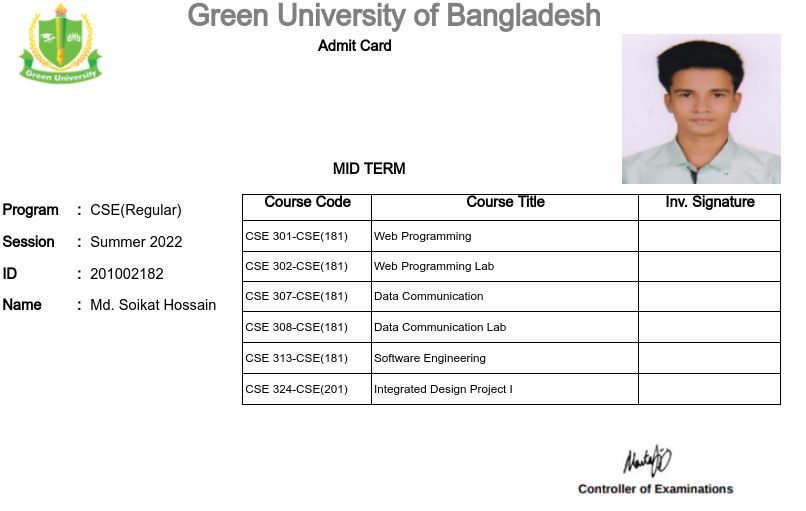 Green University of Bangladesh
Green University
Admit Card
MID TERM
Program : CSE(Regular)
Session : Summer 2022
ID : 201002182
Name : Md. Soikat Hossain
Course Code Course Title Inv. Signature
CSE 301-CSE(181) Web Programming
CSE 302-CSE(181) Web Programming Lab
CSE 307-CSE(181) Data Communication
CSE 308-CSE(181) Data Communication Lab
CSE 313-CSE(181) Software Engineering
CSE 324-CSE(201) Integrated Design Project I
Controller of Examinations